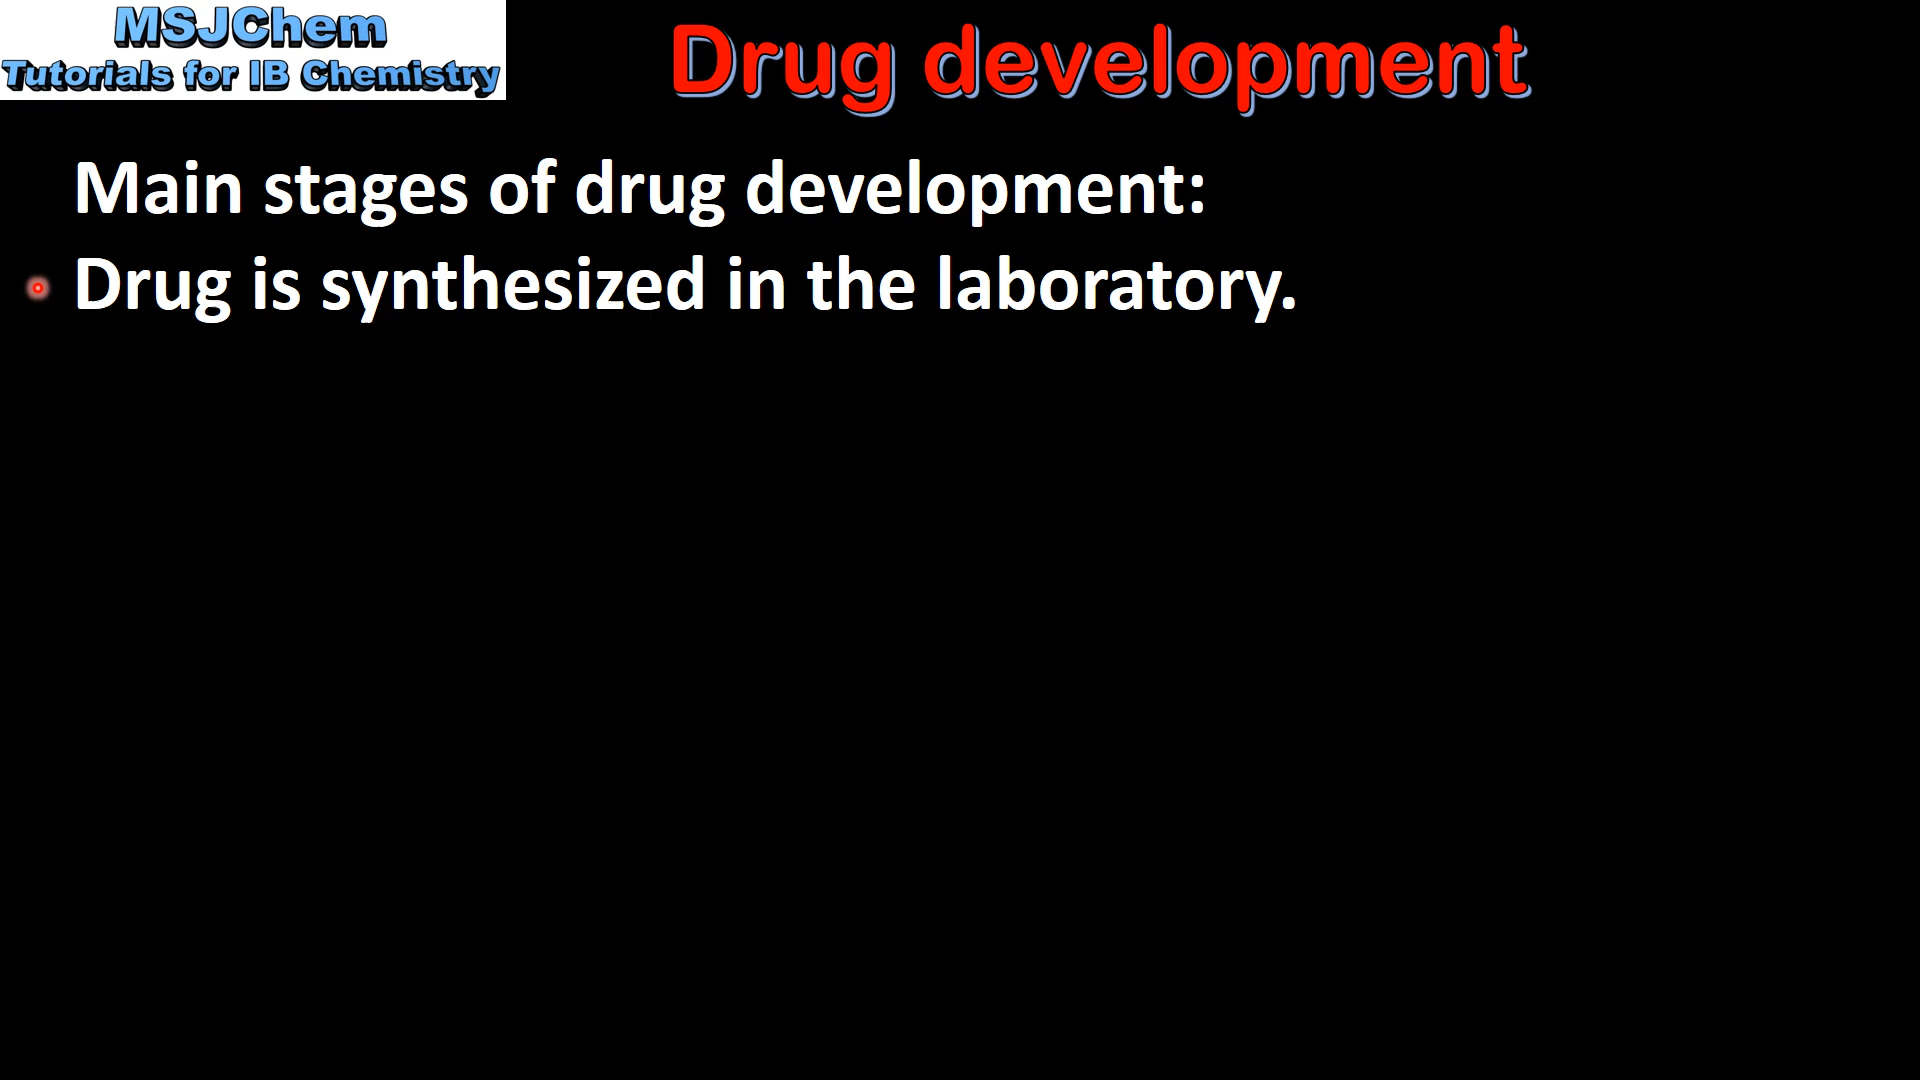 MSJChem
Tutorials for IB Chemistry
Drug development
Main stages of drug development:
Drug is synthesized in the laboratory.